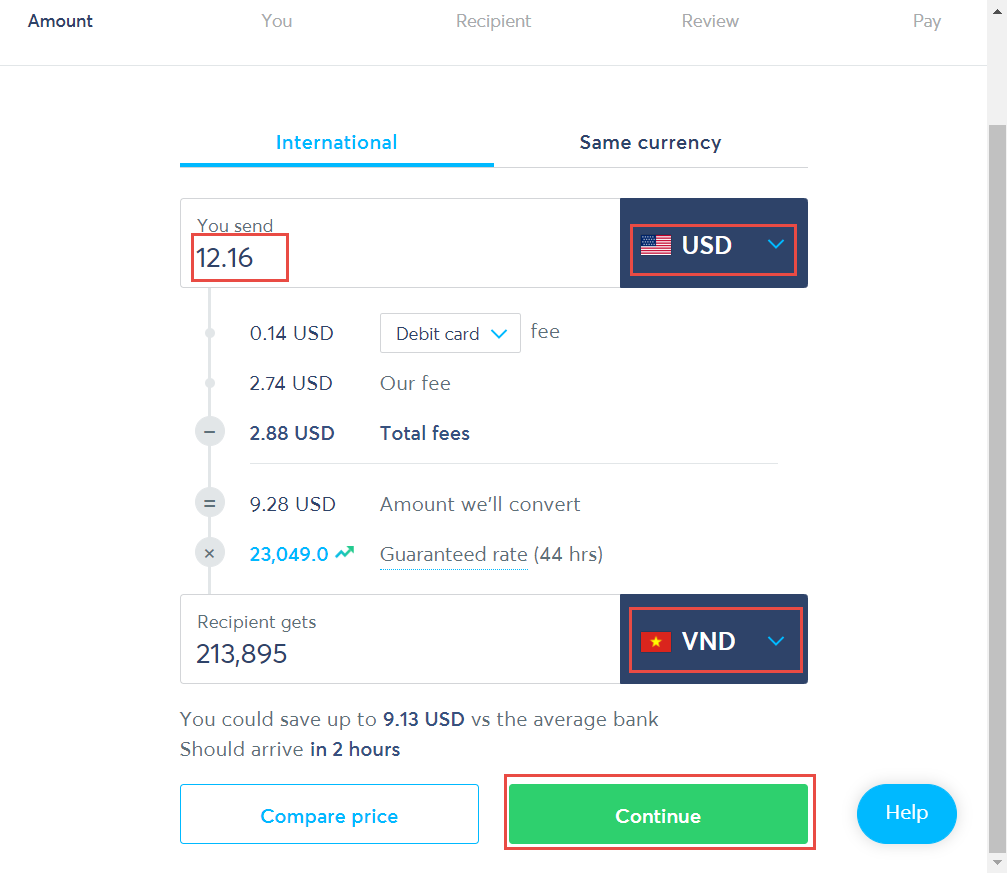 Amount You Recipient Review Pay
International Same currency
You send
12.16 USD
0.14 USD Debit card fee
2.74 USD Our fee
2.88 USD Total fees
9.28 USD Amount we'll convert
23,049.0 Guaranteed rate (44 hrs)
Recipient gets
213,895 VND
You could save up to 9.13 USD vs the average bank
Should arrive in 2 hours
Compare price Continue Help